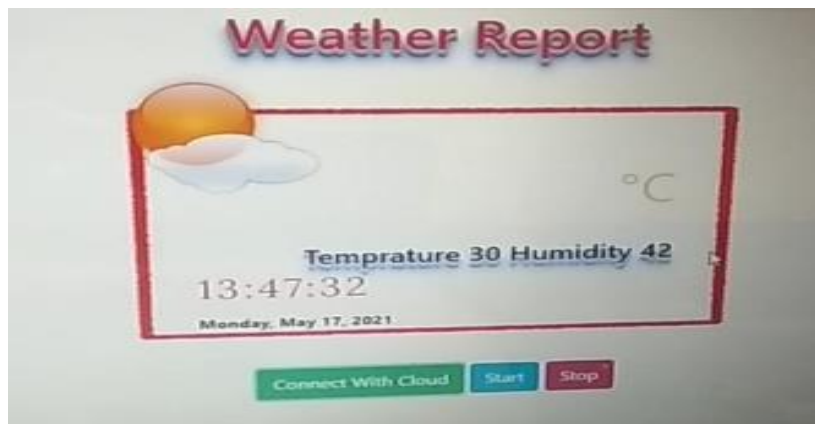 Weather Report
°C
Temprature 30 Humidity 42
13:47:32
Monday, May 17, 2021
Connect With Cloud Start Stop